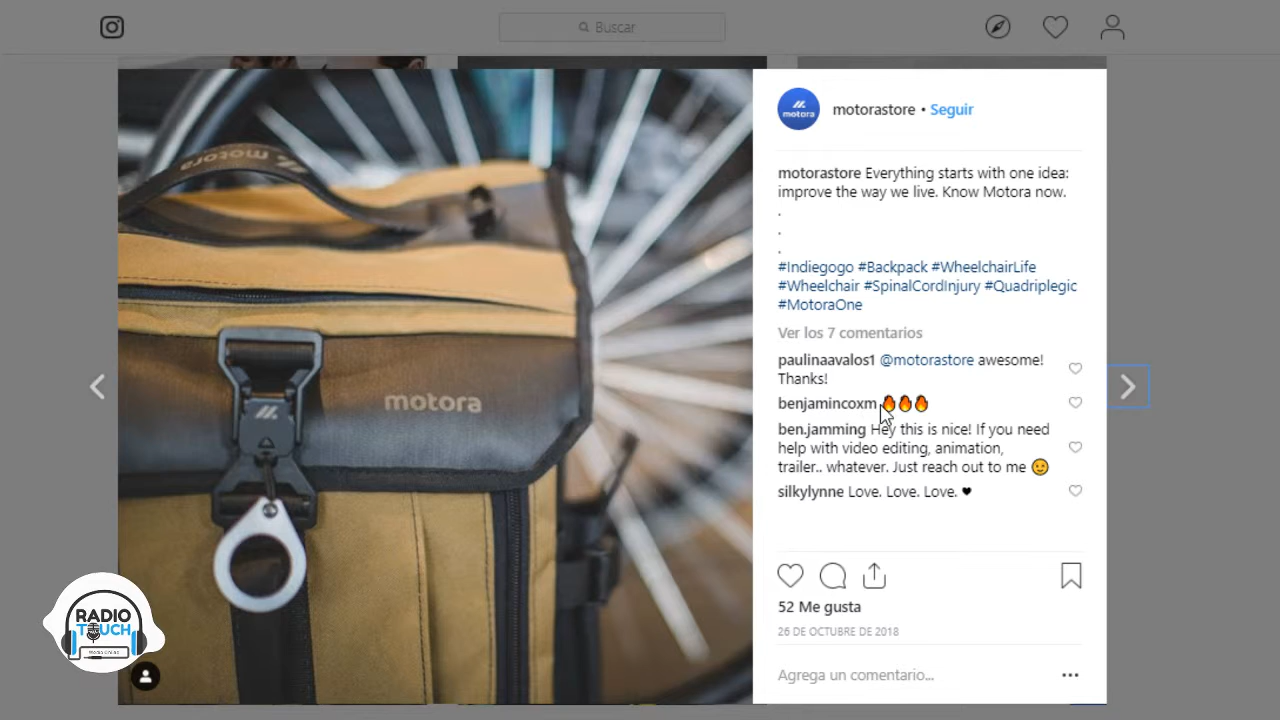 Buscar
motora
motora
motora
motorastore • Seguir
motorastore Everything starts with one idea:
improve the way we live. Know Motora now.
.
.
.
#Indiegogo #Backpack #WheelchairLife
#Wheelchair #SpinalCordInjury #Quadriplegic
#MotoraOne
Ver los 7 comentarios
paulinaavalos1 @motorastore awesome!
Thanks!
benjamincoxm 🔥🔥🔥
ben.jamming Hey this is nice! If you need
help with video editing, animation,
trailer.. whatever. Just reach out to me 😉
silkylynne Love. Love. Love. ♥
52 Me gusta
26 DE OCTUBRE DE 2018
Agrega un comentario...
RADIO
TOUCH